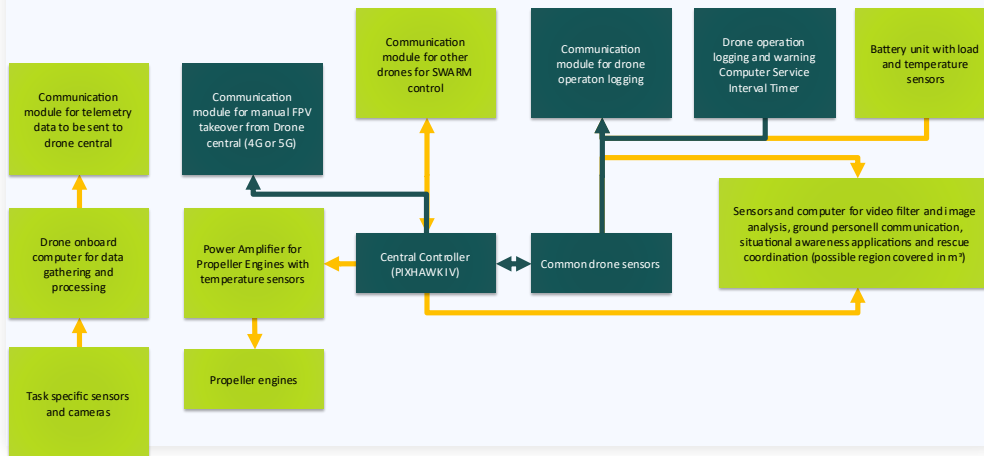 Communication
module for telemetry
data to be sent to
drone central
Communication
module for manual FPV
takeover from Drone
central (4G or 5G)
Communication
module for other
drones for SWARM
control
Communication
module for drone
operaton logging
Drone operation
logging and warning
Computer Service
Interval Timer
Battery unit with load
and temperature
sensors
Drone onboard
computer for data
gathering and
processing
Power Amplifier for
Propeller Engines with
temperature sensors
Central Controller
(PIXHAWK IV)
Common drone sensors
Sensors and computer for video filter and image
analysis, ground personell communication,
situational awareness applications and rescue
coordination (possible region covered in m³)
Task specific sensors
and cameras
Propeller engines